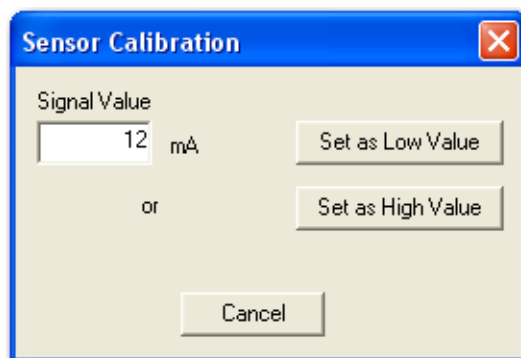 Sensor Calibration
Signal Value
12 mA
Set as Low Value
or
Set as High Value
Cancel